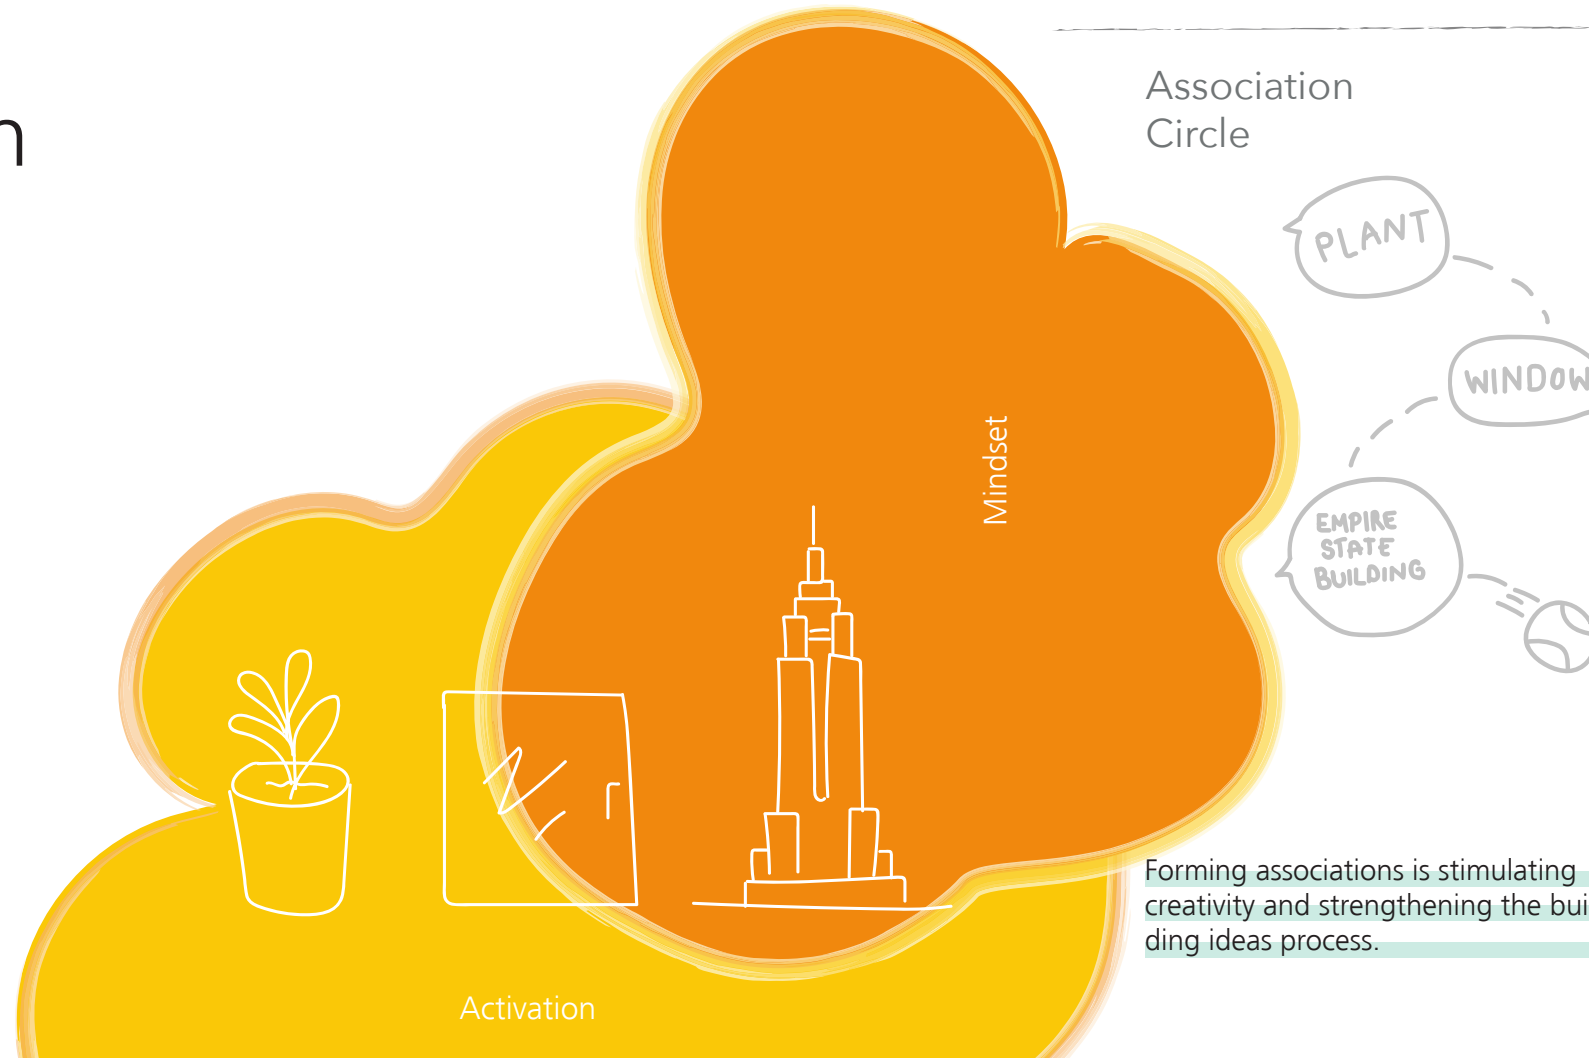 n
Association
Circle
PLANT
WINDOW
Mindset
EMPIRE
STATE
BUILDING
Forming associations is stimulating
creativity and strengthening the buil
ding ideas process.
Activation